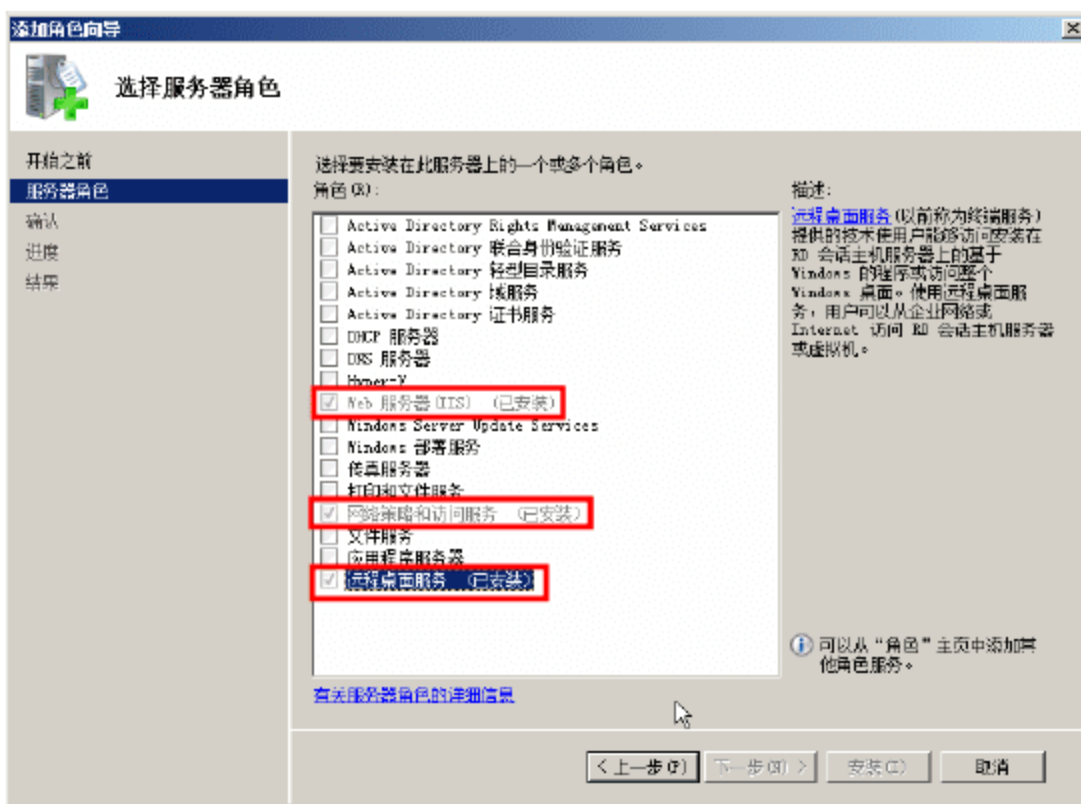 添加角色向导
选择服务器角色
开始之前
服务器角色
确认
进度
结果
选择要安装在此服务器上的一个或多个角色。
角色(R):
Active Directory Rights Management Services
Active Directory 联合身份验证服务
Active Directory 轻型目录服务
Active Directory 域服务
Active Directory 证书服务
DHCP 服务器
DNS 服务器
Hyper-V
Web 服务器(IIS) (已安装)
Windows Server Update Services
Windows 部署服务
传真服务器
打印和文件服务
网络策略和访问服务 (已安装)
文件服务
应用程序服务器
远程桌面服务 (已安装)
有关服务器角色的详细信息
描述:
远程桌面服务(以前称为终端服务)
提供的技术使用户能够访问安装在
RD 会话主机服务器上的基于
Windows 的程序或访问整个
Windows 桌面。使用远程桌面服
务,用户可以从企业网络或
Internet 访问 RD 会话主机服务器
或虚拟机。
可以从“角色”主页中添加其
他角色服务。
< 上一步(P)
下一步(N) >
安装(I)
取消